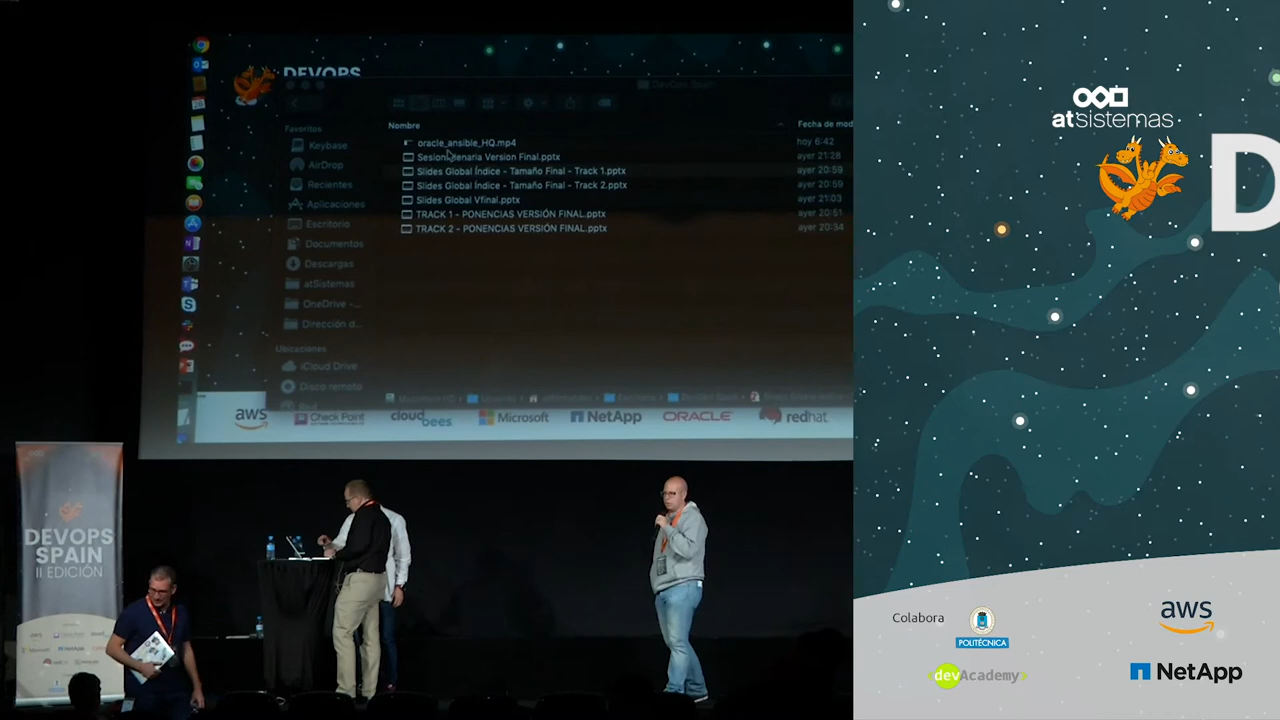 DEVOPS
DevOps Spain
Favoritos
Keybase
AirDrop
Recientes
Aplicaciones
Escritorio
Documentos
Descargas
atSistemas
OneDrive -...
Dirección d...
Ubicaciones
iCloud Drive
Disco remoto
Nombre
Fecha de mod
oracle_ansible_HQ.mp4
hoy 6:42
Version Final.pptx
ayer 21:28
Slides Global Índice - Tamaño Final - Track 1.pptx
ayer 20:59
Slides Global Índice - Tamaño Final - Track 2.pptx
ayer 20:59
Slides Global Vfinal.pptx
ayer 21:03
TRACK 1 - PONENCIAS VERSIÓN FINAL.pptx
ayer 20:51
TRACK 2 - PONENCIAS VERSIÓN FINAL.pptx
ayer 20:34
aws
Check Point
cloudbees
Microsoft
NetApp
ORACLE
redhat
DEVOPS
SPAIN
II EDICIÓN
atsistemas
D
Colabora
POLITÉCNICA
devAcademy
aws
NetApp